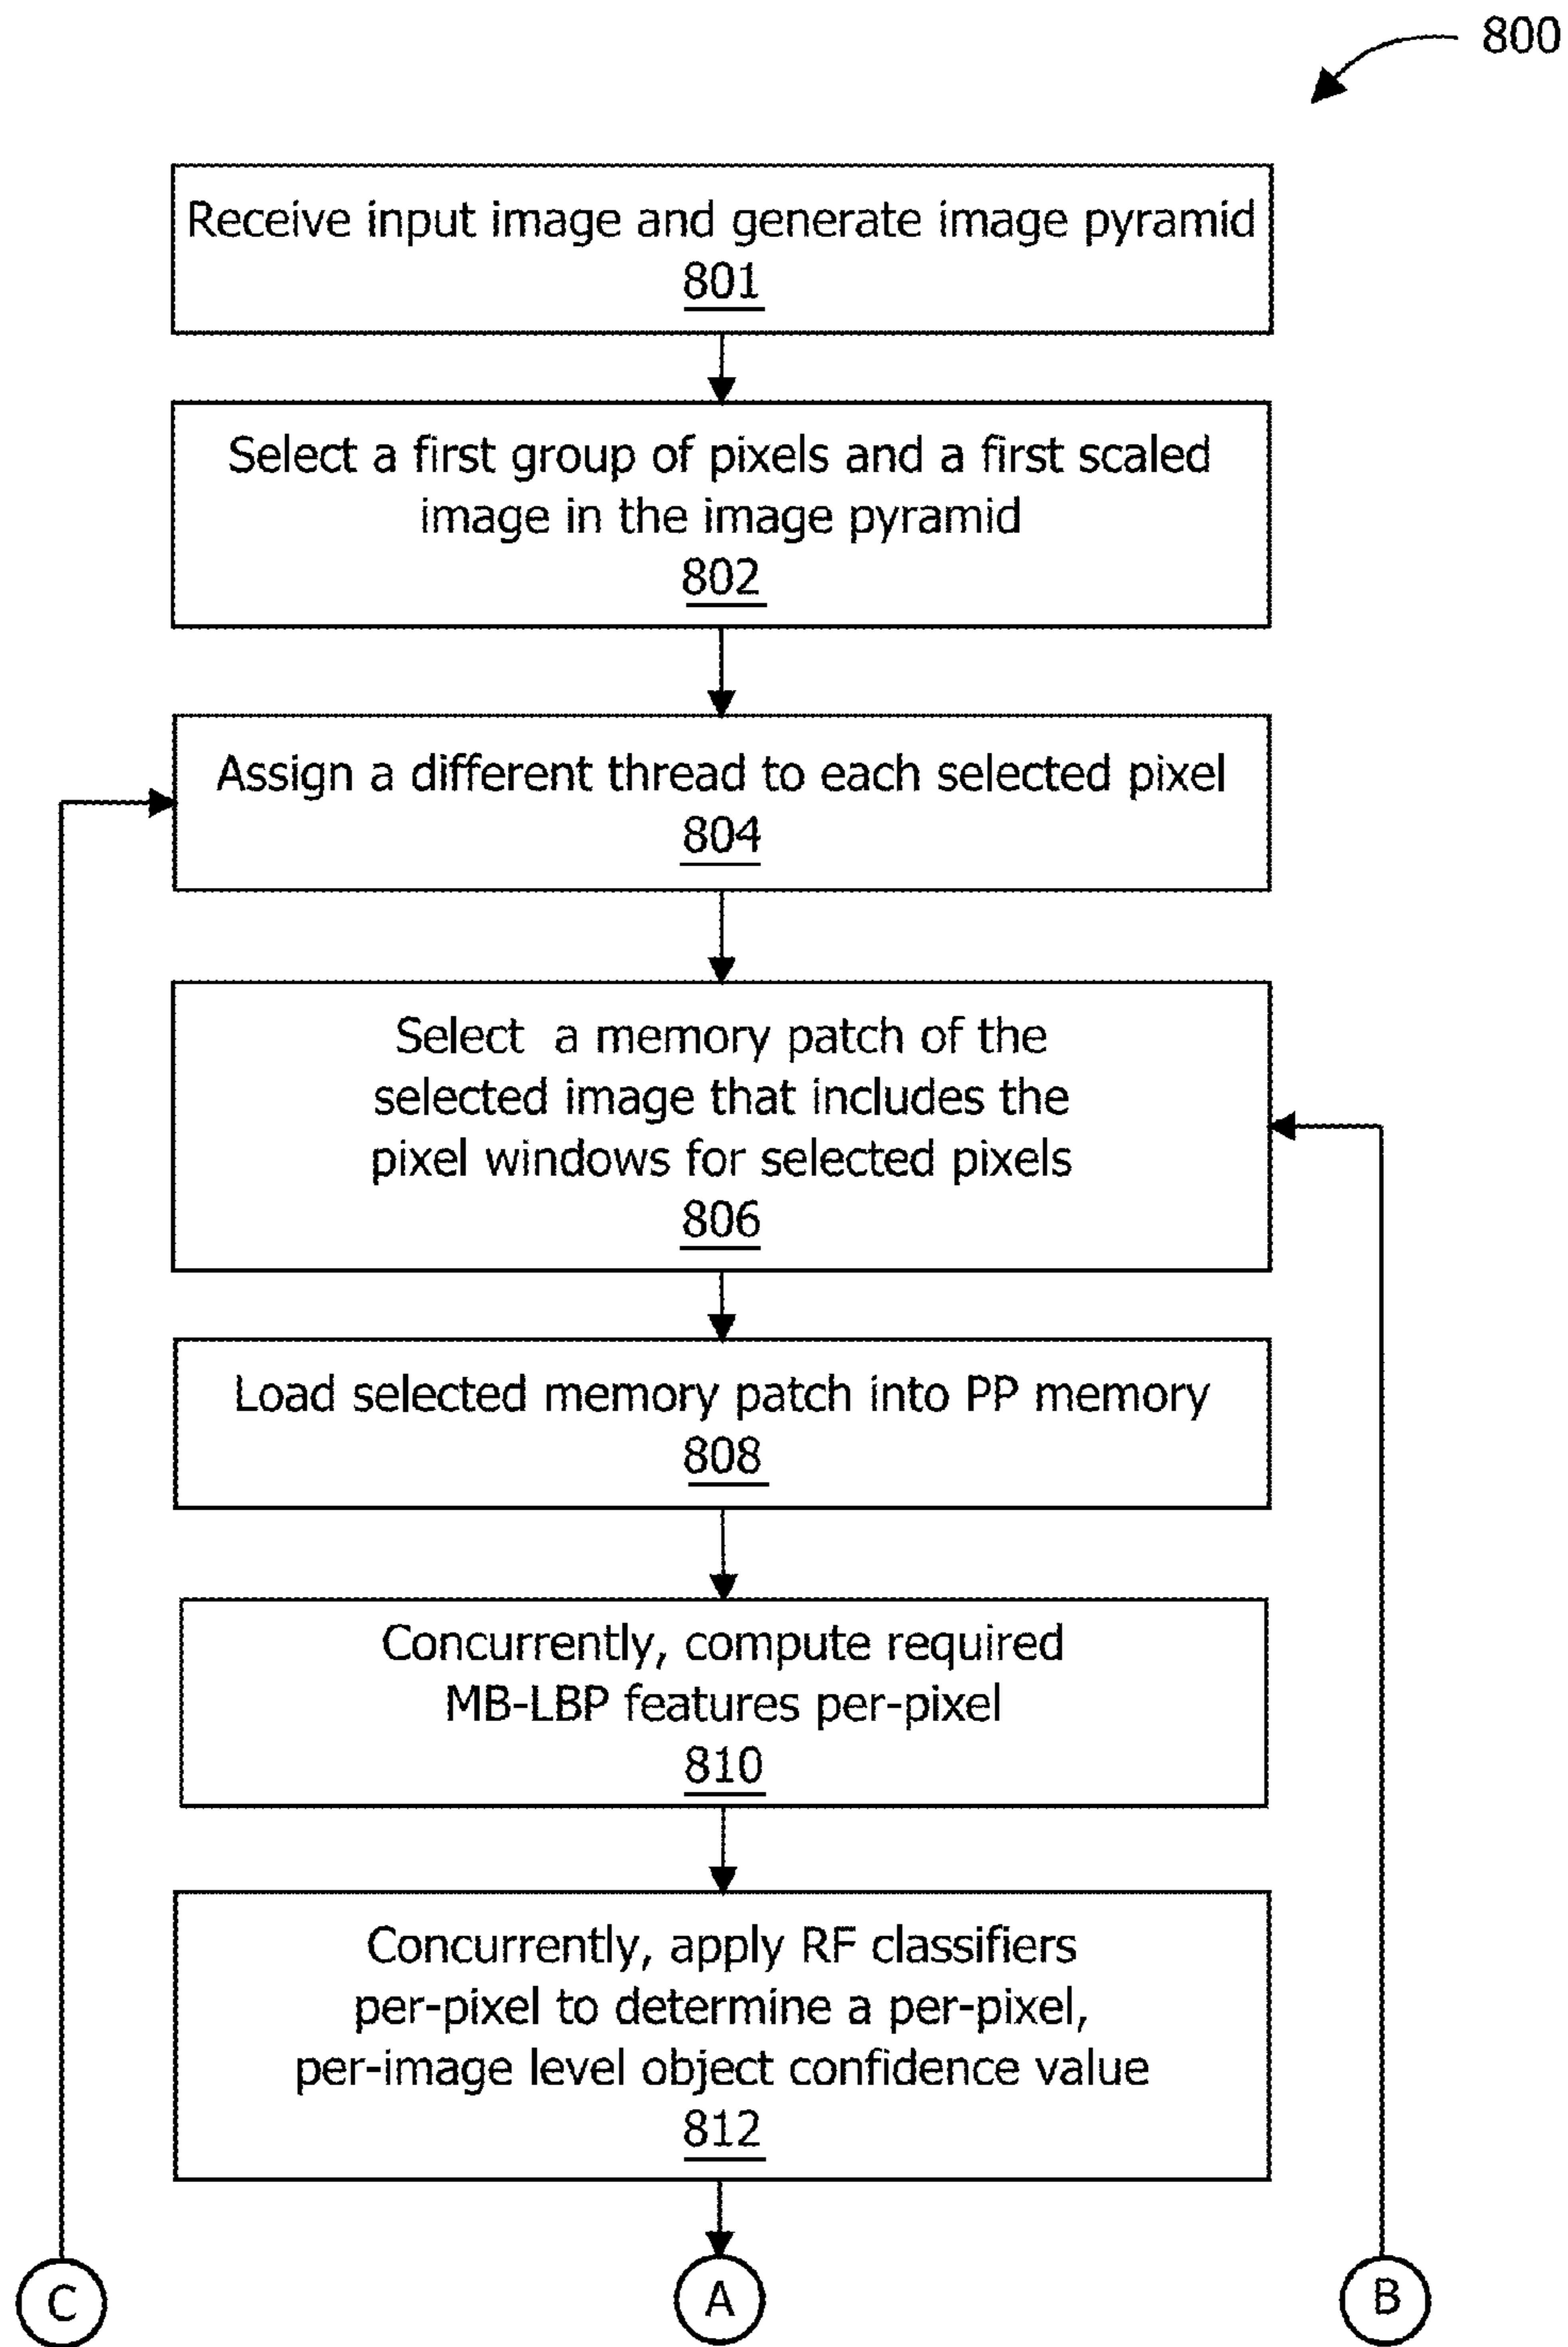 800
Receive input image and generate image pyramid
801
Select a first group of pixels and a first scaled
image in the image pyramid
802
Assign a different thread to each selected pixel
804
Select a memory patch of the
selected image that includes the
pixel windows for selected pixels
806
Load selected memory patch into PP memory
808
Concurrently, compute required
MB-LBP features per-pixel
810
Concurrently, apply RF classifiers
per-pixel to determine a per-pixel,
per-image level object confidence value
812
C
A
B